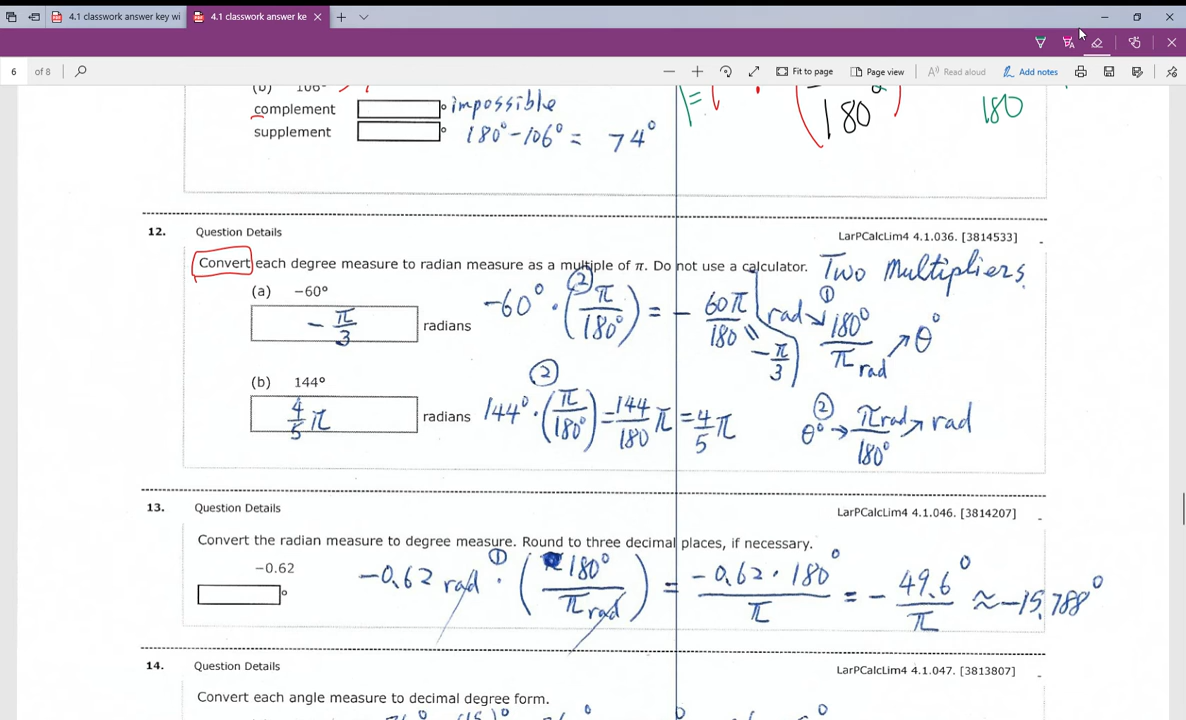 4.1 classwork answer key wi
4.1 classwork answer ke
6 of 8
Fit to page
Page view
Read aloud
Add notes
(b) 106°
complement ° impossible
supplement ° 180° - 106° = 74°
180
180
12. Question Details
LarPCalcLim4 4.1.036. [3814533]
Convert each degree measure to radian measure as a multiple of π. Do not use a calculator.
Two Multipliers.
(a) -60°
- π/3 radians
-60° · (π/180°) = - 60π/180 rad
②
= - π/3
① rad → 180°/π rad → θ°
(b) 144°
4/5 π radians
②
144° · (π/180°) = 144/180 π = 4/5 π
② θ° → π rad/180° → rad
13. Question Details
LarPCalcLim4 4.1.046. [3814207]
Convert the radian measure to degree measure. Round to three decimal places, if necessary.
-0.62
°
-0.62 rad · ① (180°/π rad) = -0.62 · 180°/π = - 49.6°/π ≈ -15.788°
14. Question Details
LarPCalcLim4 4.1.047. [3813807]
Convert each angle measure to decimal degree form.